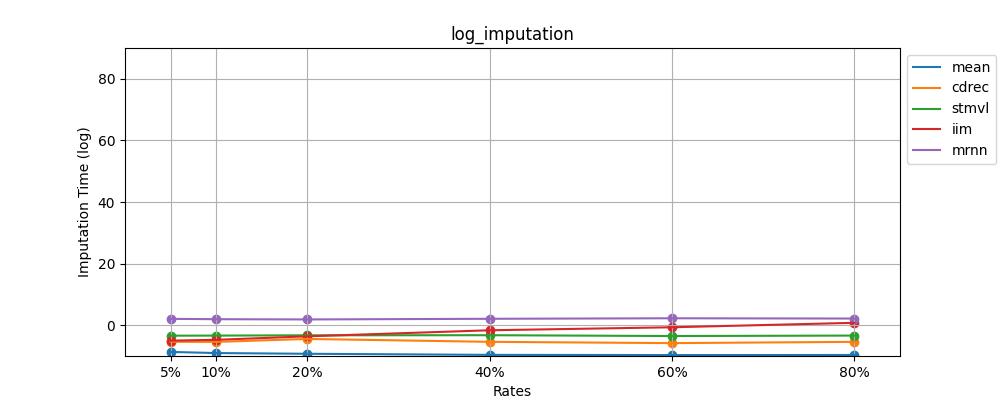 log_imputation
Imputation Time (log)
80
60
40
20
0
5% 10% 20% 40% 60% 80%
Rates
mean
cdrec
stmvl
iim
mrnn